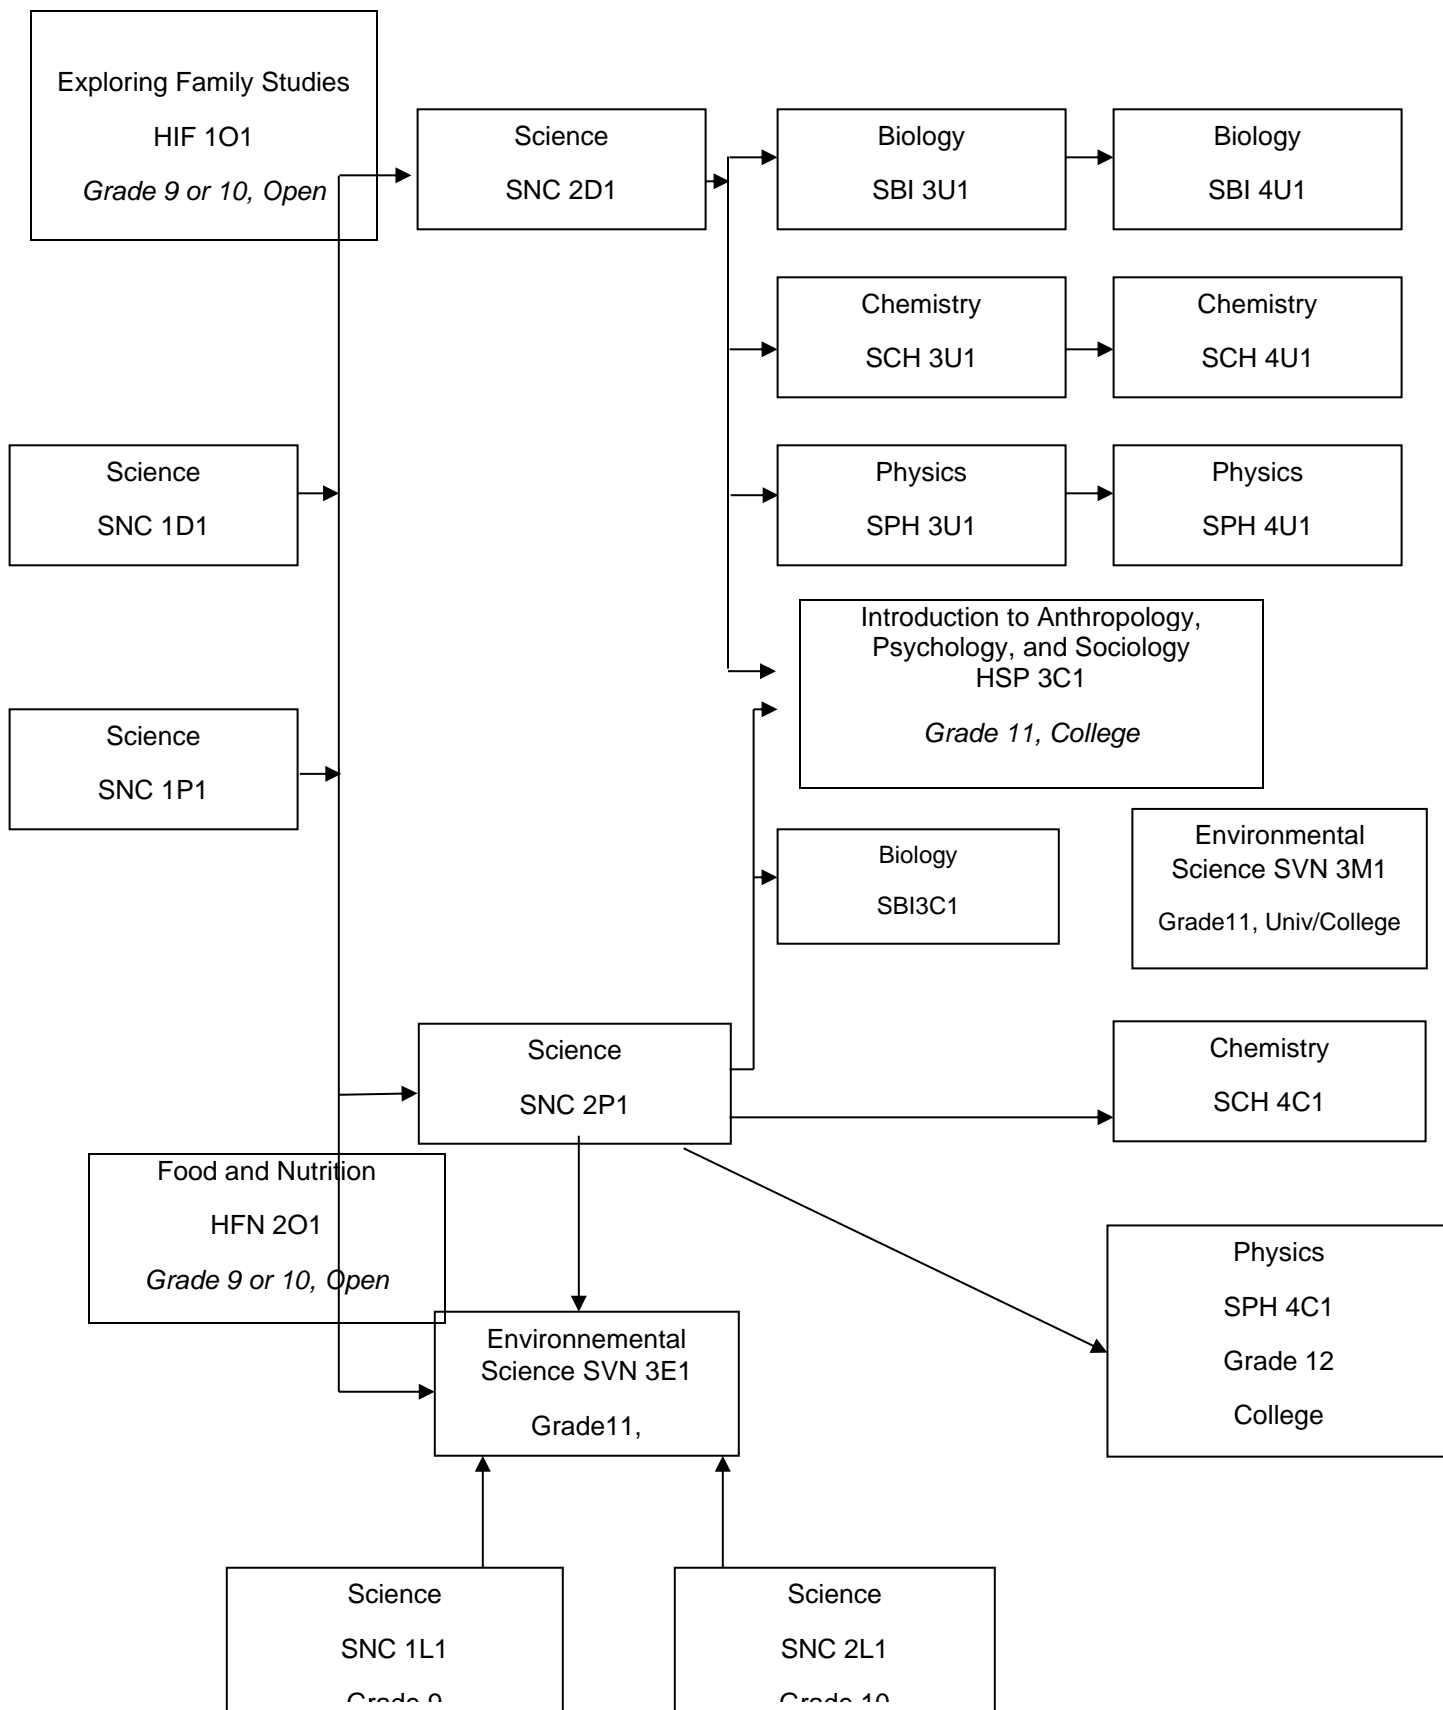 Exploring Family Studies
HIF 1O1
Grade 9 or 10, Open
Science
SNC 2D1
Biology
SBI 3U1
Biology
SBI 4U1
Chemistry
SCH 3U1
Chemistry
SCH 4U1
Science
SNC 1D1
Physics
SPH 3U1
Physics
SPH 4U1
Introduction to Anthropology,
Psychology, and Sociology
HSP 3C1
Grade 11, College
Science
SNC 1P1
Biology
SBI3C1
Environmental
Science SVN 3M1
Grade11, Univ/College
Science
SNC 2P1
Chemistry
SCH 4C1
Food and Nutrition
HFN 2O1
Grade 9 or 10, Open
Physics
SPH 4C1
Grade 12
College
Environnemental
Science SVN 3E1
Grade11,
Science
SNC 1L1
Grade 9
Science
SNC 2L1
Grade 10